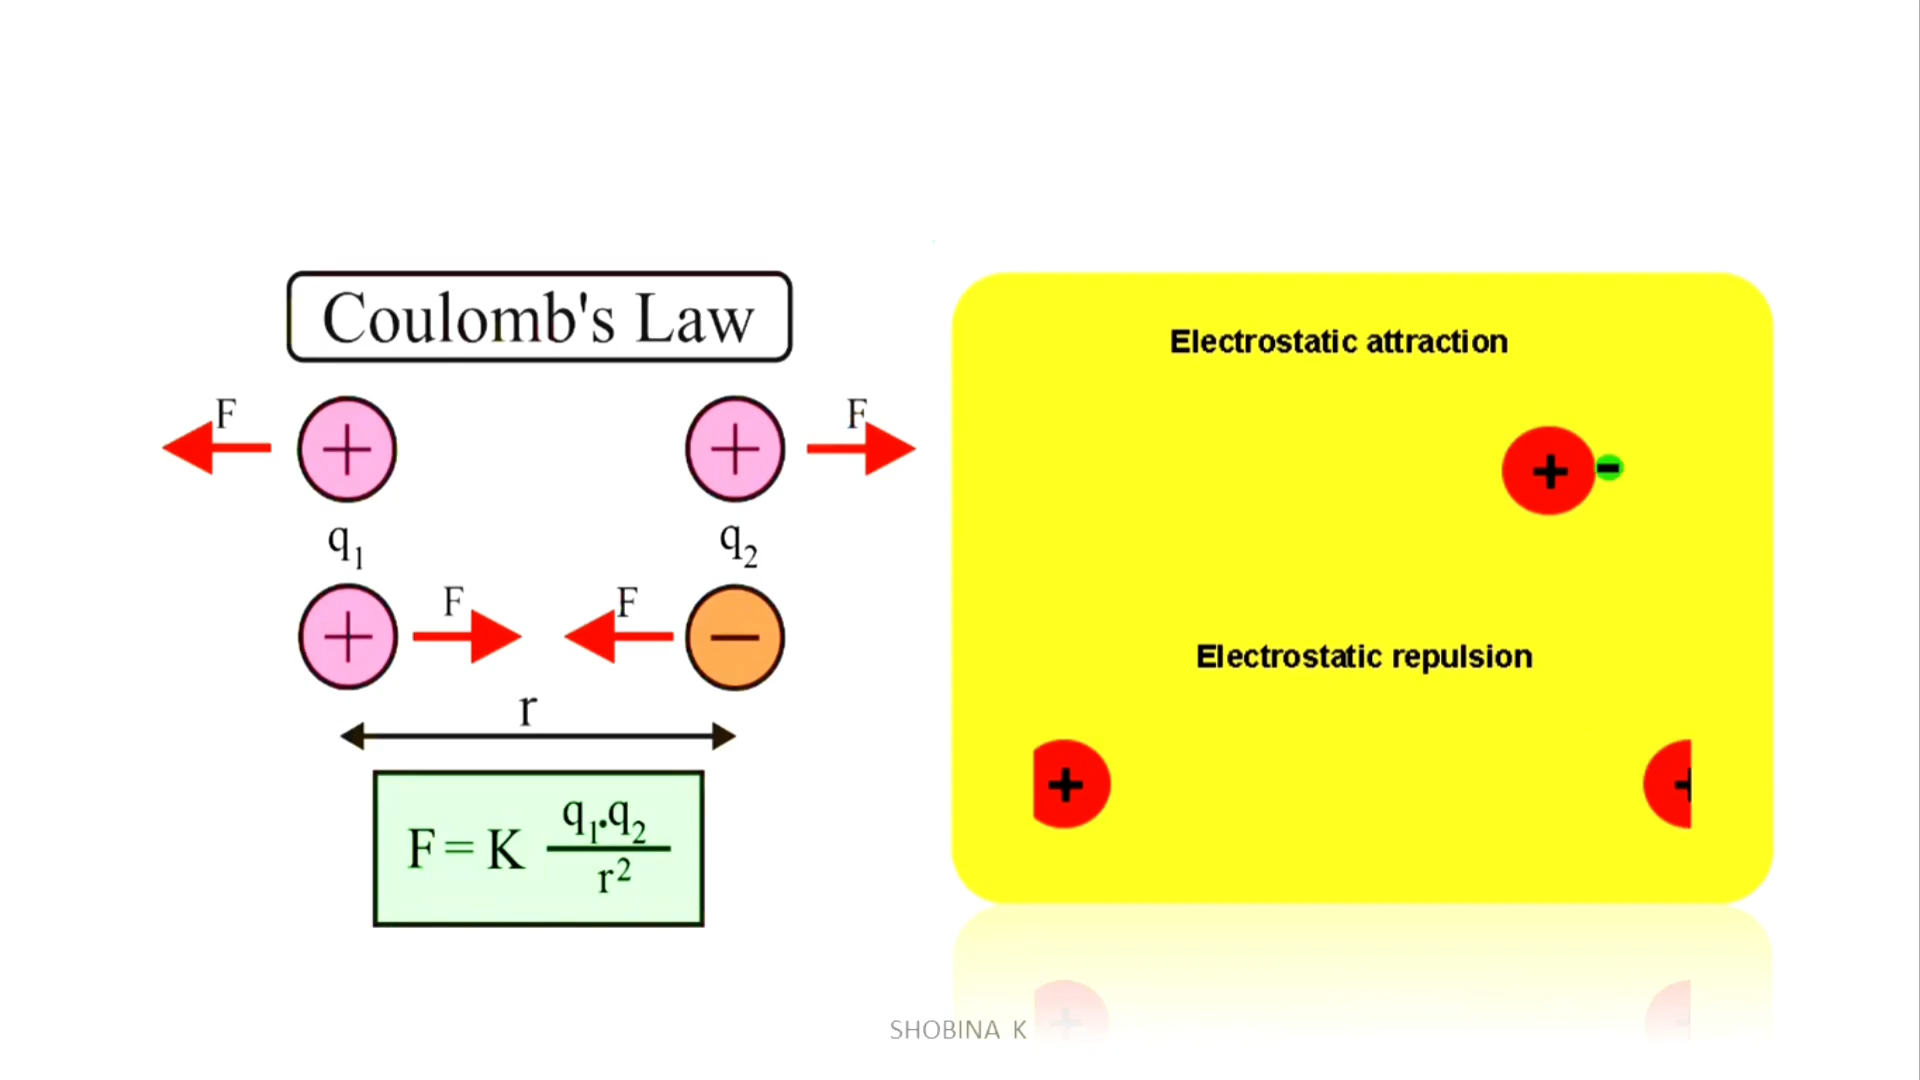 Coulomb's Law
F F
+ +
q₁ q₂
F F
+ −
r
F = K q₁.q₂ / r²
Electrostatic attraction
+ −
Electrostatic repulsion
+ +
SHOBINA K